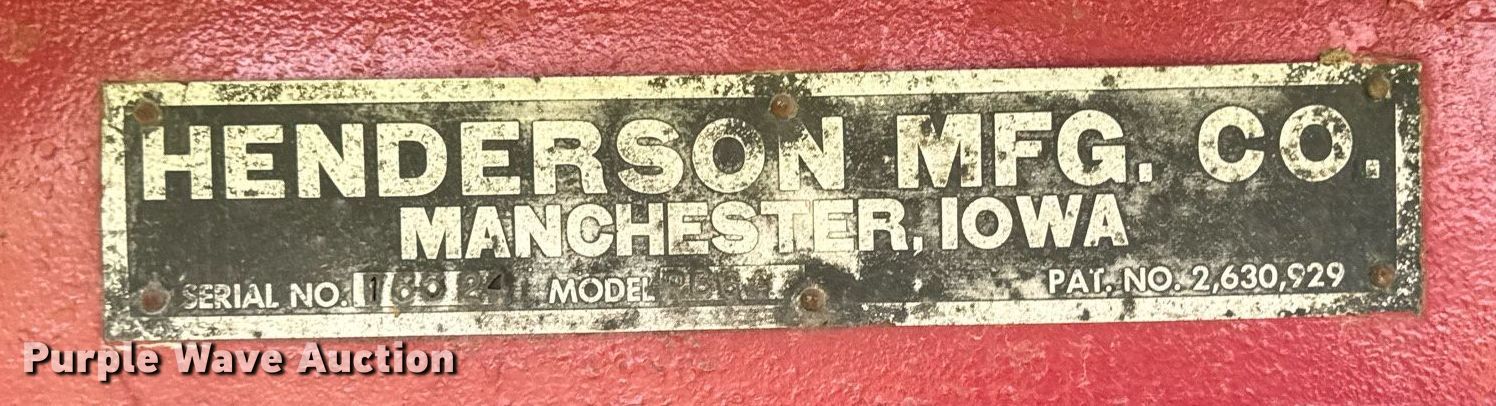 HENDERSON MFG. CO.
MANCHESTER, IOWA
SERIAL NO. MODEL PAT. NO. 2,630,929
Purple Wave Auction